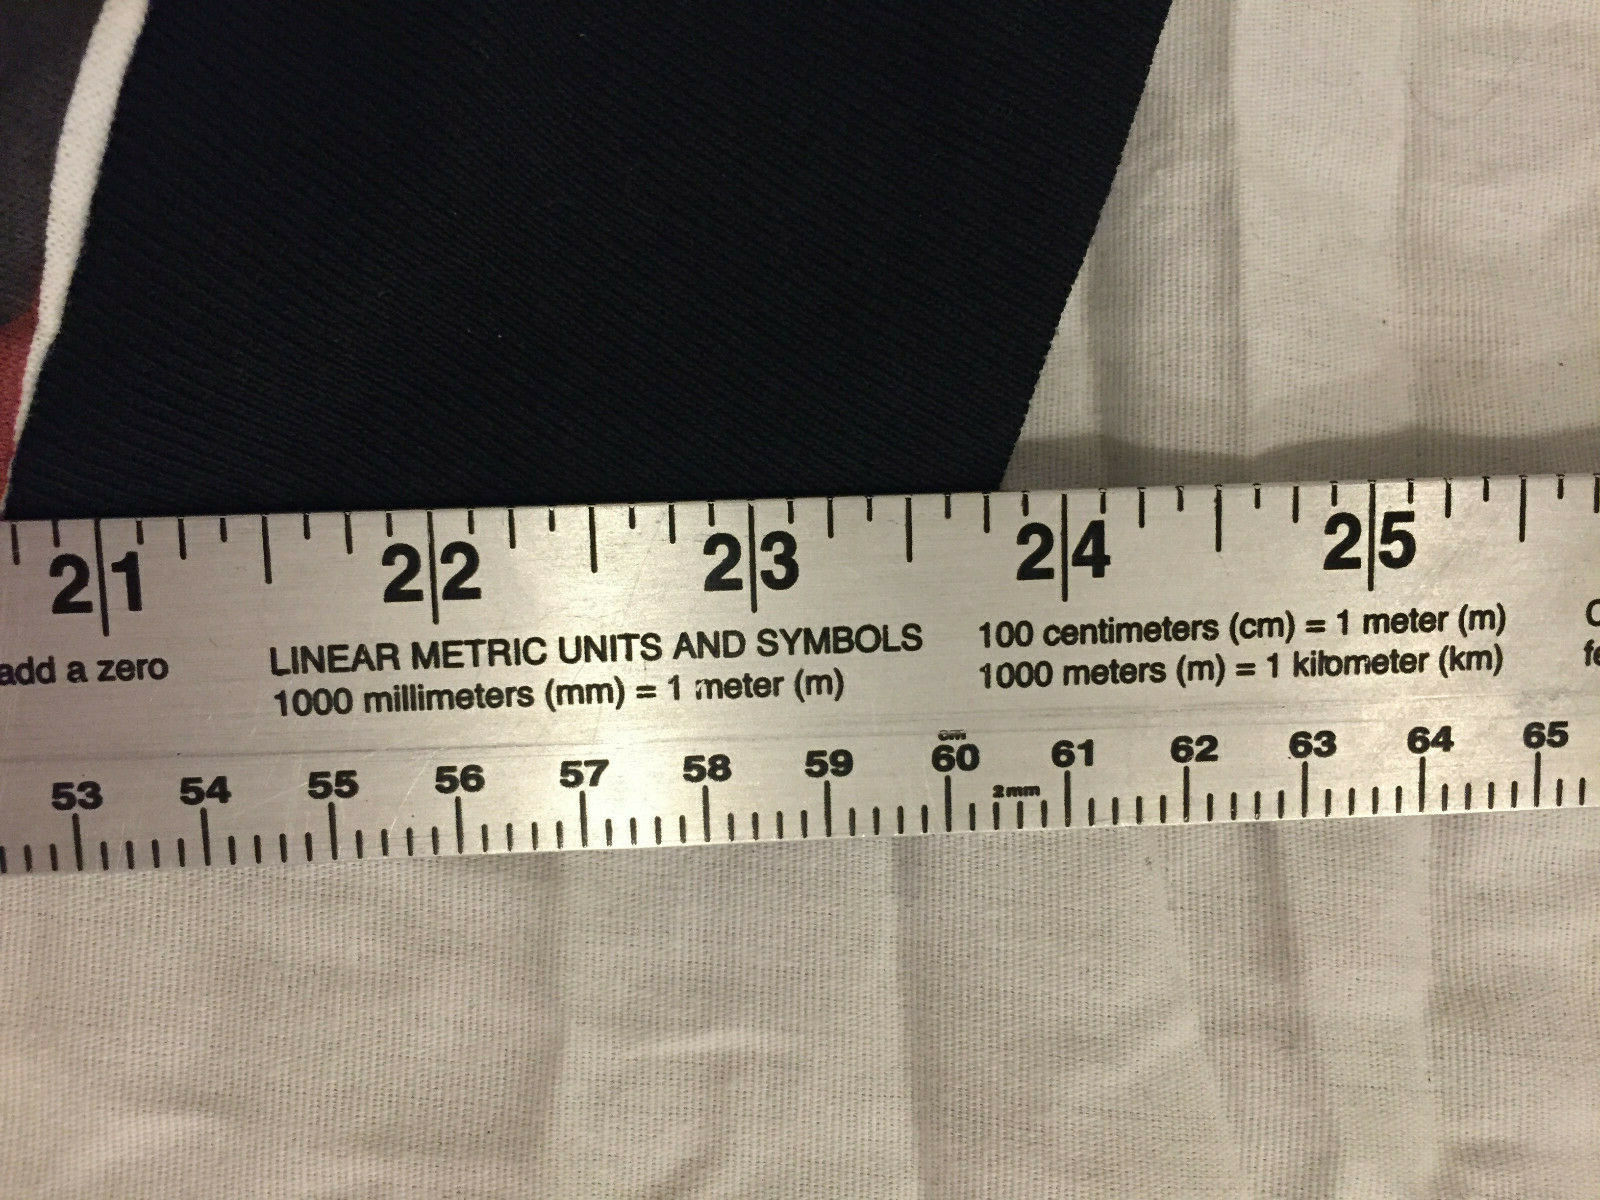 21 22 23 24 25
add a zero
LINEAR METRIC UNITS AND SYMBOLS
1000 millimeters (mm) = 1 meter (m)
100 centimeters (cm) = 1 meter (m)
1000 meters (m) = 1 kilometer (km)
cm
53 54 55 56 57 58 59 60 61 62 63 64 65
2mm